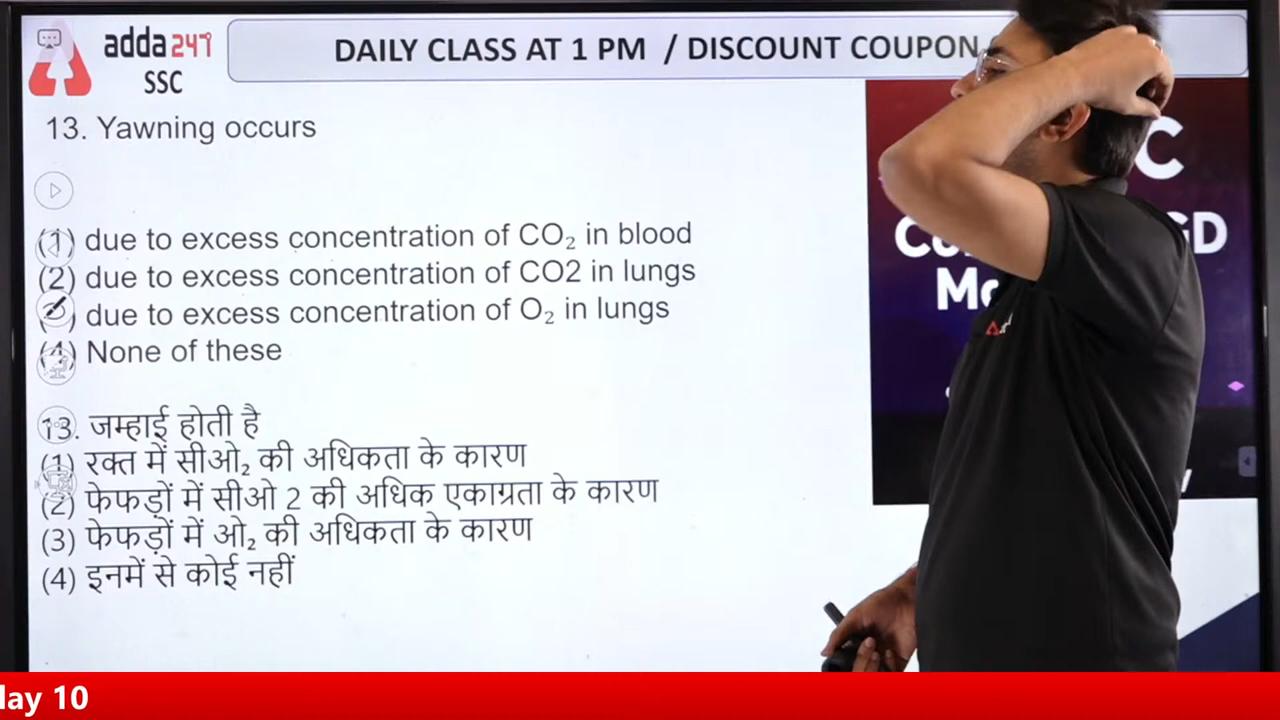 adda247
SSC
DAILY CLASS AT 1 PM / DISCOUNT COUPON
13. Yawning occurs
(1) due to excess concentration of CO₂ in blood
(2) due to excess concentration of CO2 in lungs
due to excess concentration of O₂ in lungs
(4) None of these
13. जम्हाई होती है
(1) रक्त में सीओ₂ की अधिकता के कारण
(2) फेफड़ों में सीओ 2 की अधिक एकाग्रता के कारण
(3) फेफड़ों में ओ₂ की अधिकता के कारण
(4) इनमें से कोई नहीं
C
GD
10